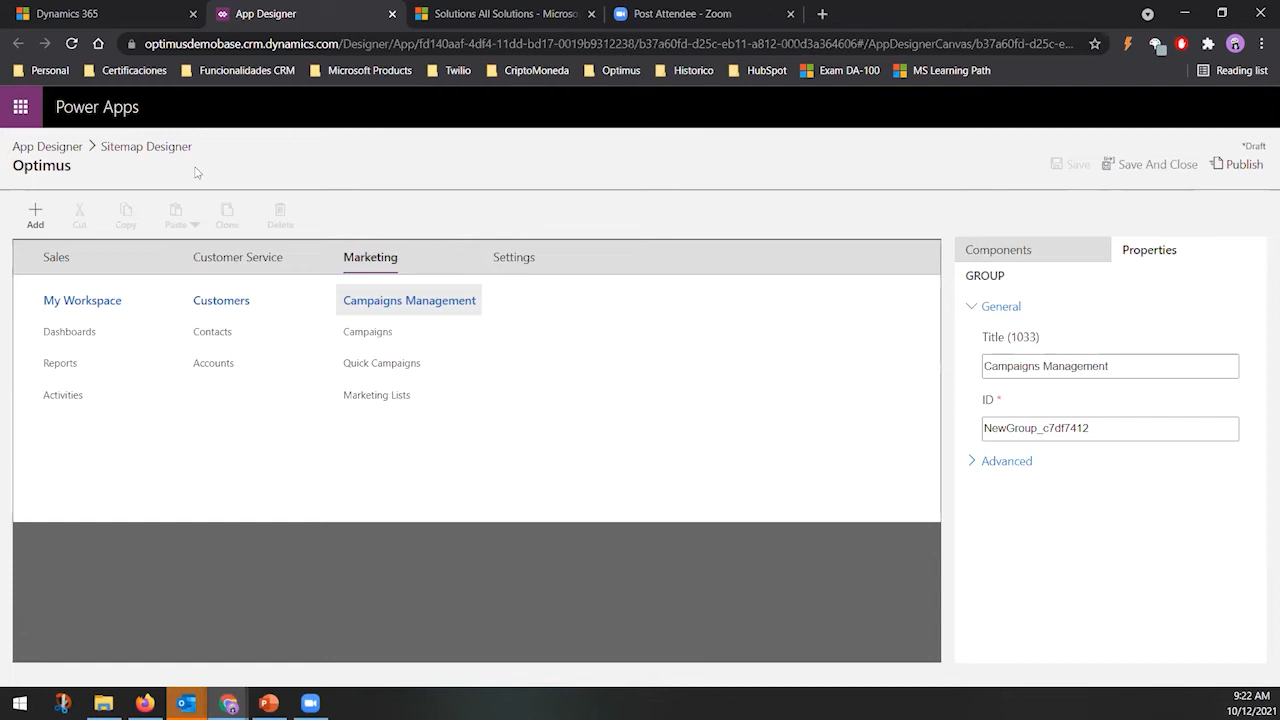 Dynamics 365
App Designer
Solutions All Solutions - Micros
Post Attendee - Zoom
optimusdemobase.crm.dynamics.com/Designer/App/fd140aaf-4df4-11dd-bd17-0019b9312238/b37a60fd-d25c-eb11-a812-000d3a364606#/AppDesignerCanvas/b37a60fd-d25c-e...
Personal
Certificaciones
Funcionalidades CRM
Microsoft Products
Twilio
CriptoMoneda
Optimus
Historico
HubSpot
Exam DA-100
MS Learning Path
Reading list
Power Apps
App Designer > Sitemap Designer
Optimus
*Draft
Save
Save And Close
Publish
Add
Cut
Copy
Paste
Clone
Delete
Sales
Customer Service
Marketing
Settings
My Workspace
Customers
Campaigns Management
Dashboards
Contacts
Campaigns
Reports
Accounts
Quick Campaigns
Activities
Marketing Lists
Components
Properties
GROUP
General
Title (1033)
Campaigns Management
ID *
NewGroup_c7df7412
Advanced
9:22 AM
10/12/2021